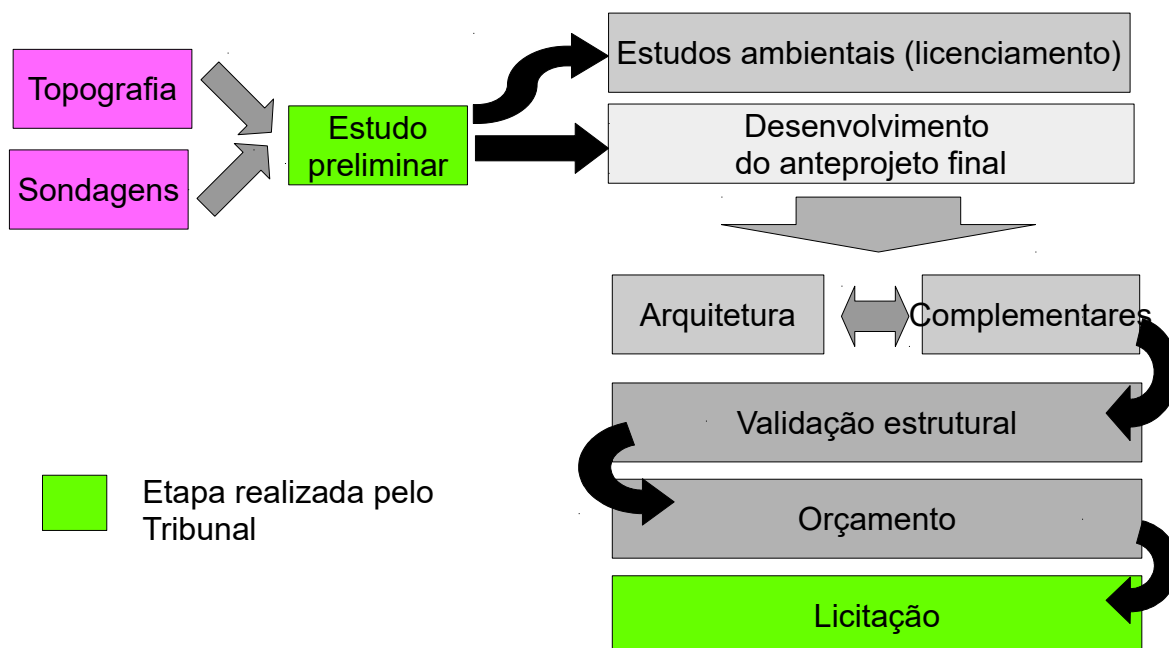 Topografia
Sondagens
Estudo
preliminar
Estudos ambientais (licenciamento)
Desenvolvimento
do anteprojeto final
Arquitetura
Complementares
Validação estrutural
Orçamento
Licitação
Etapa realizada pelo
Tribunal